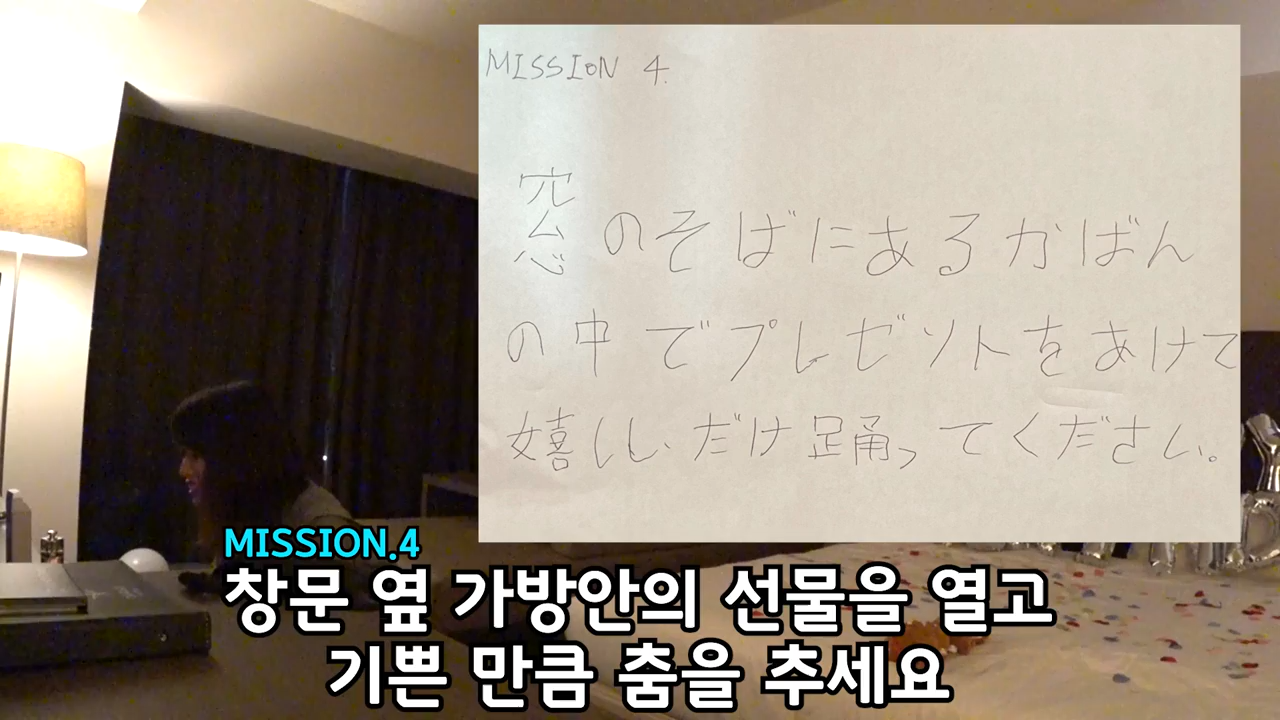 MISSION 4.
窓のそばにあるかばん
の中でプレゼントをあけて
嬉しいだけ踊ってください。
MISSION.4
창문 옆 가방안의 선물을 열고
기쁜 만큼 춤을 추세요